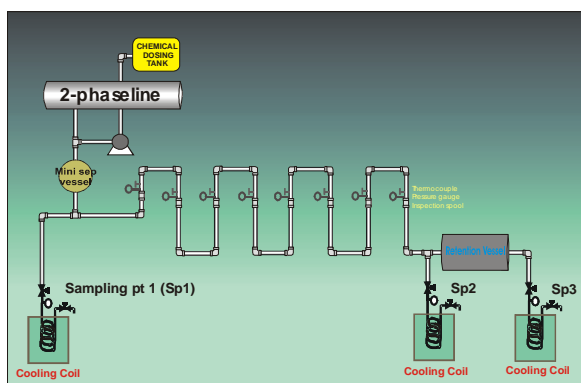 CHEMICAL
DOSING
TANK
2-phaseline
Mini sep
vessel
Thermocouple
Ressure gauge
Inspection spool
Retention Vessel
Sampling pt 1 (Sp1)
Sp2
Sp3
Cooling Coil
Cooling Coil
Cooling Coil